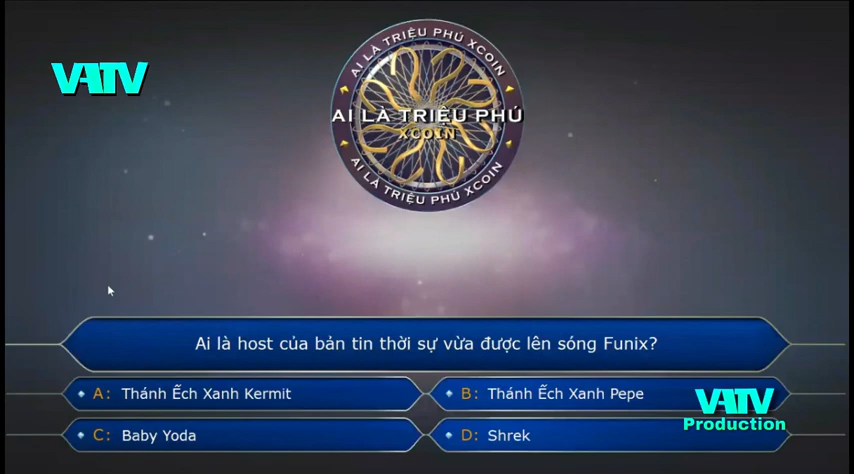 VATV
AI LÀ TRIỆU PHÚ XCOIN
AI LÀ TRIỆU PHÚ
XCOIN
AI LÀ TRIỆU PHÚ XCOIN
Ai là host của bản tin thời sự vừa được lên sóng Funix?
A: Thánh Ếch Xanh Kermit
B: Thánh Ếch Xanh Pepe
C: Baby Yoda
D: Shrek
VATV
Production